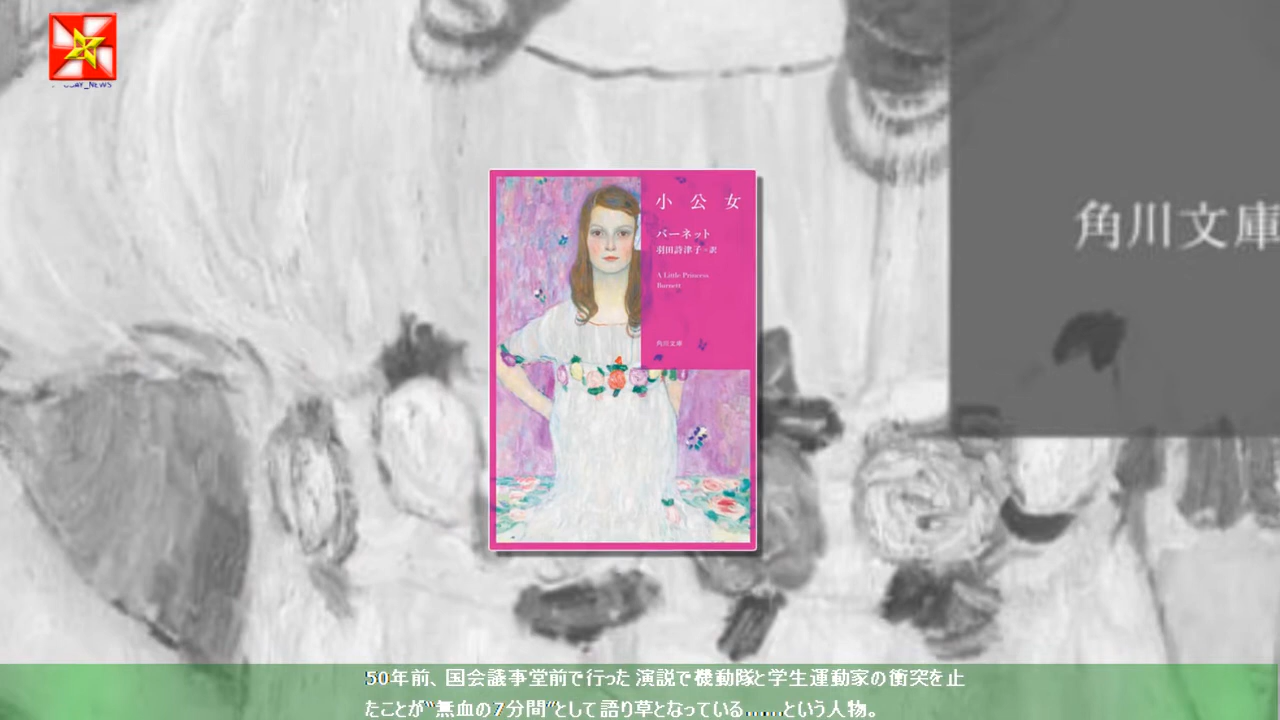 小公女
バーネット
羽田詩津子=訳
A Little Princess
Burnett
角川文庫
角川文庫
50年前、国会議事堂前で行った演説で機動隊と学生運動家の衝突を止
たことが“無血の7分間”として語り草となっている……という人物。